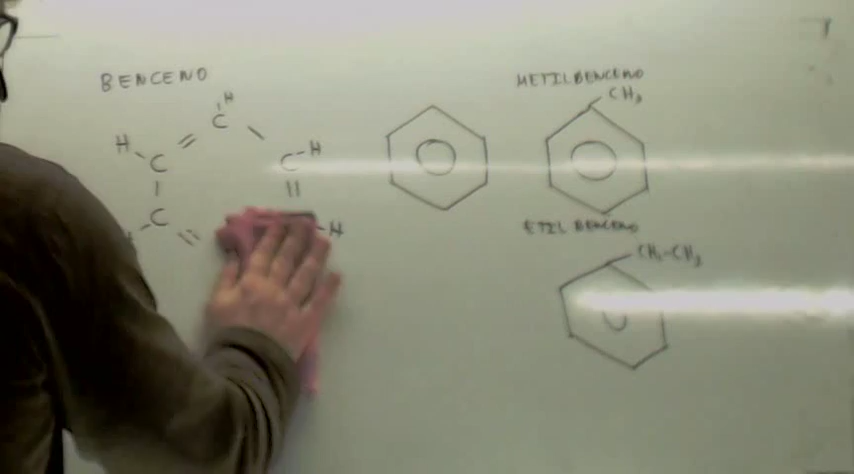 BENCENO
H
C
H C
C-H
C
H
METILBENCENO
CH3
ETIL BENCENO
CH2-CH3